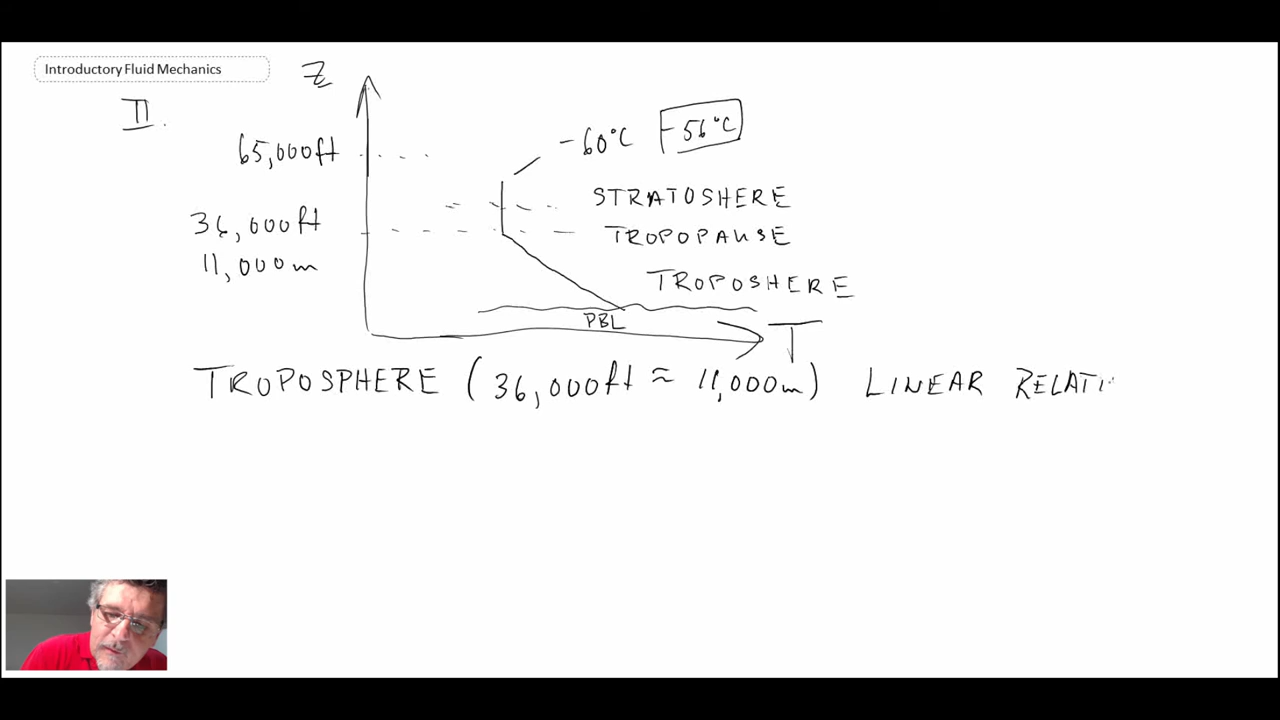 Introductory Fluid Mechanics
Z
II.
65,000ft
-60°C -56°C
STRATOSHERE
36,000ft
TROPOPAUSE
11,000m
TROPOSHERE
PBL
T
TROPOSPHERE (36,000ft ≈ 11,000m) LINEAR RELATI